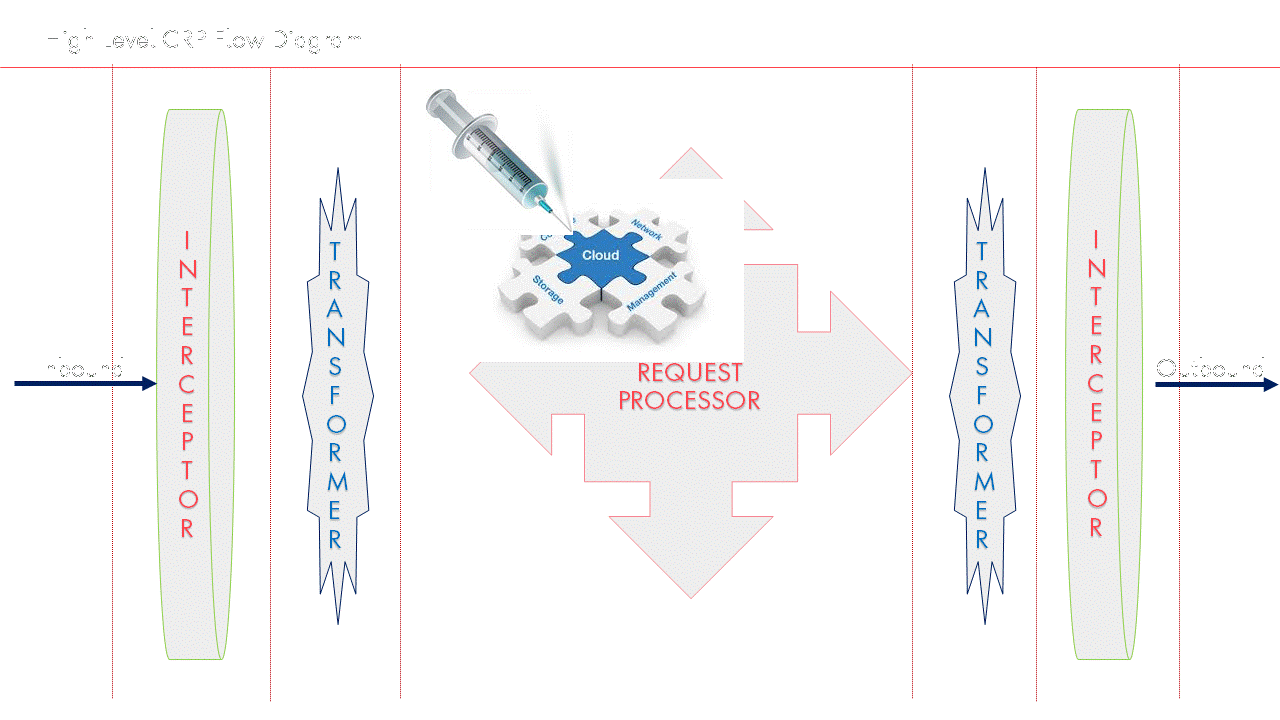 High Level CRP Flow Diagram
Inbound
INTERCEPTOR
TRANSFORMER
Network
Cloud
Storage
Management
REQUEST
PROCESSOR
TRANSFORMER
INTERCEPTOR
Outbound